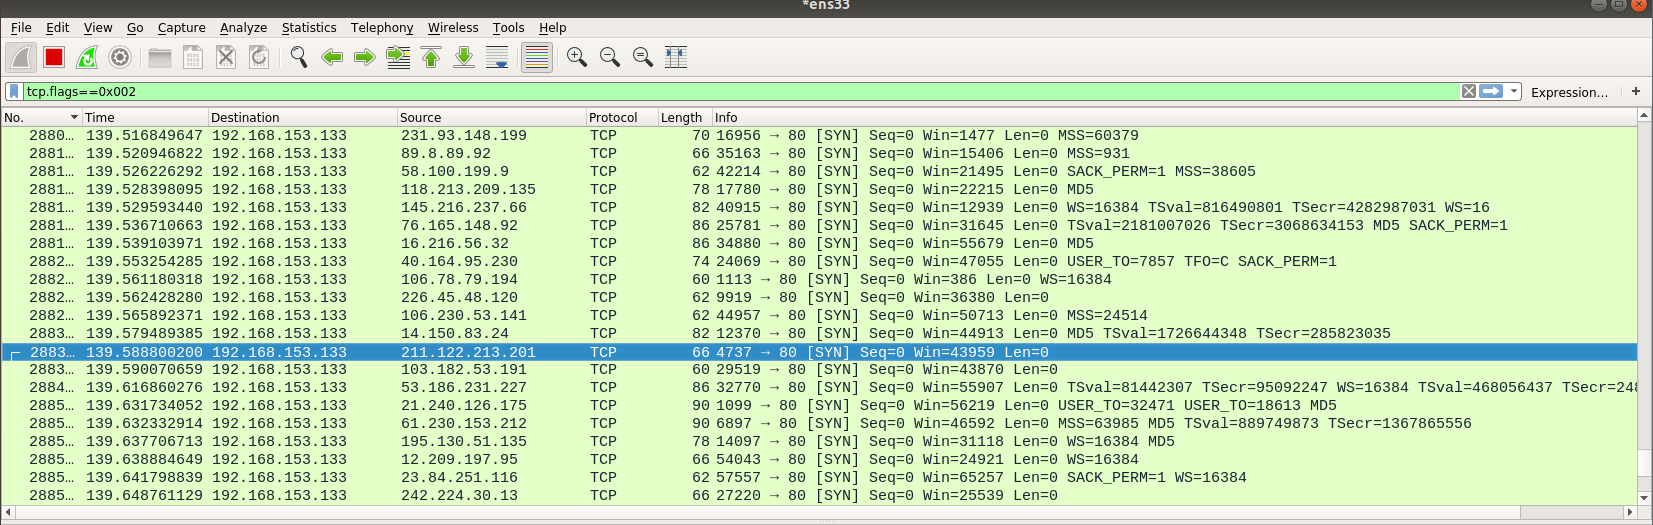 *ens33
File Edit View Go Capture Analyze Statistics Telephony Wireless Tools Help
tcp.flags==0x002 Expression… +
No. Time Destination Source Protocol Length Info
2880… 139.516849647 192.168.153.133 231.93.148.199 TCP 70 16956 → 80 [SYN] Seq=0 Win=1477 Len=0 MSS=60379
2881… 139.520946822 192.168.153.133 89.8.89.92 TCP 66 35163 → 80 [SYN] Seq=0 Win=15406 Len=0 MSS=931
2881… 139.526226292 192.168.153.133 58.100.199.9 TCP 62 42214 → 80 [SYN] Seq=0 Win=21495 Len=0 SACK_PERM=1 MSS=38605
2881… 139.528398095 192.168.153.133 118.213.209.135 TCP 78 17780 → 80 [SYN] Seq=0 Win=22215 Len=0 MD5
2881… 139.529593440 192.168.153.133 145.216.237.66 TCP 82 40915 → 80 [SYN] Seq=0 Win=12939 Len=0 WS=16384 TSval=816490801 TSecr=4282987031 WS=16
2881… 139.536710663 192.168.153.133 76.165.148.92 TCP 86 25781 → 80 [SYN] Seq=0 Win=31645 Len=0 TSval=2181007026 TSecr=3068634153 MD5 SACK_PERM=1
2881… 139.539103971 192.168.153.133 16.216.56.32 TCP 86 34880 → 80 [SYN] Seq=0 Win=55679 Len=0 MD5
2882… 139.553254285 192.168.153.133 40.164.95.230 TCP 74 24069 → 80 [SYN] Seq=0 Win=47055 Len=0 USER_TO=7857 TFO=C SACK_PERM=1
2882… 139.561180318 192.168.153.133 106.78.79.194 TCP 60 1113 → 80 [SYN] Seq=0 Win=386 Len=0 WS=16384
2882… 139.562428280 192.168.153.133 226.45.48.120 TCP 62 9919 → 80 [SYN] Seq=0 Win=36380 Len=0
2882… 139.565892371 192.168.153.133 106.230.53.141 TCP 62 44957 → 80 [SYN] Seq=0 Win=50713 Len=0 MSS=24514
2883… 139.579489385 192.168.153.133 14.150.83.24 TCP 82 12370 → 80 [SYN] Seq=0 Win=44913 Len=0 MD5 TSval=1726644348 TSecr=285823035
2883… 139.588800200 192.168.153.133 211.122.213.201 TCP 66 4737 → 80 [SYN] Seq=0 Win=43959 Len=0
2883… 139.590070659 192.168.153.133 103.182.53.191 TCP 60 29519 → 80 [SYN] Seq=0 Win=43870 Len=0
2884… 139.616860276 192.168.153.133 53.186.231.227 TCP 86 32770 → 80 [SYN] Seq=0 Win=55907 Len=0 TSval=81442307 TSecr=95092247 WS=16384 TSval=468056437 TSecr=248
2885… 139.631734052 192.168.153.133 21.240.126.175 TCP 90 1099 → 80 [SYN] Seq=0 Win=56219 Len=0 USER_TO=32471 USER_TO=18613 MD5
2885… 139.632332914 192.168.153.133 61.230.153.212 TCP 90 6897 → 80 [SYN] Seq=0 Win=46592 Len=0 MSS=63985 MD5 TSval=889749873 TSecr=1367865556
2885… 139.637706713 192.168.153.133 195.130.51.135 TCP 78 14097 → 80 [SYN] Seq=0 Win=31118 Len=0 WS=16384 MD5
2885… 139.638884649 192.168.153.133 12.209.197.95 TCP 66 54043 → 80 [SYN] Seq=0 Win=24921 Len=0 WS=16384
2885… 139.641798839 192.168.153.133 23.84.251.116 TCP 62 57557 → 80 [SYN] Seq=0 Win=65257 Len=0 SACK_PERM=1 WS=16384
2885… 139.648761129 192.168.153.133 242.224.30.13 TCP 66 27220 → 80 [SYN] Seq=0 Win=25539 Len=0